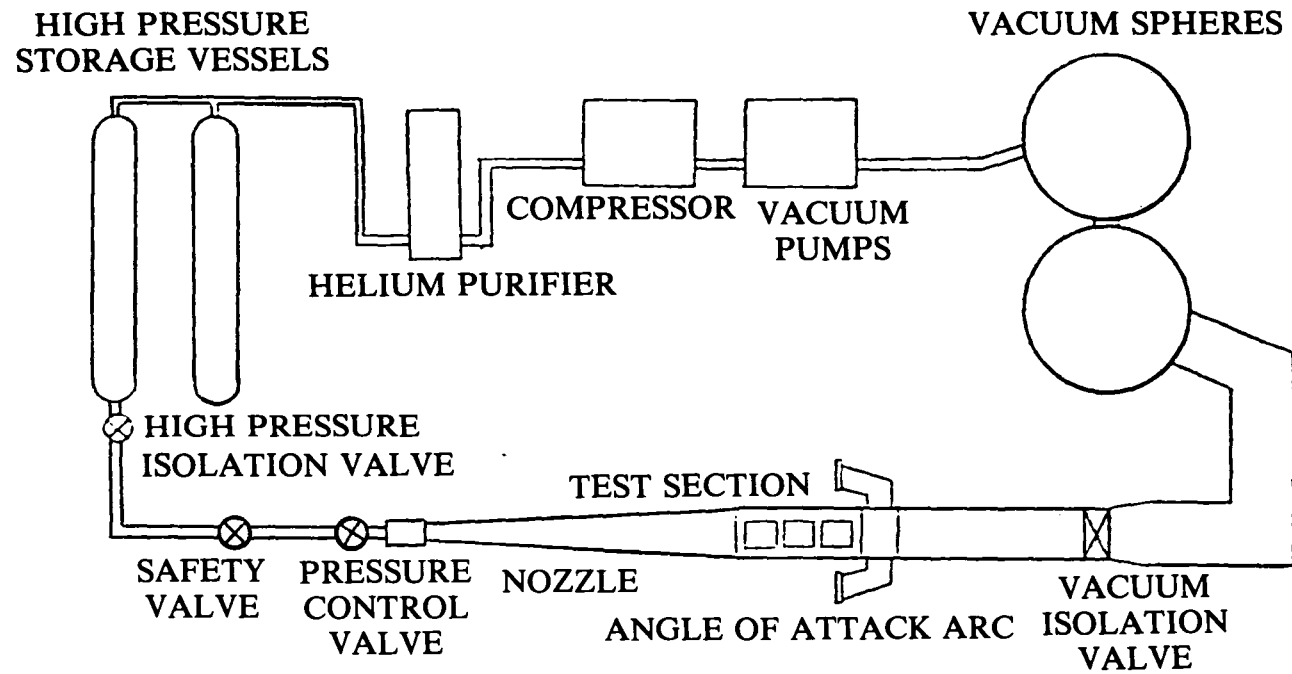 HIGH PRESSURE
STORAGE VESSELS
VACUUM SPHERES
COMPRESSOR
VACUUM
PUMPS
HELIUM PURIFIER
HIGH PRESSURE
ISOLATION VALVE
TEST SECTION
SAFETY
VALVE
PRESSURE
CONTROL
VALVE
NOZZLE
ANGLE OF ATTACK ARC
VACUUM
ISOLATION
VALVE